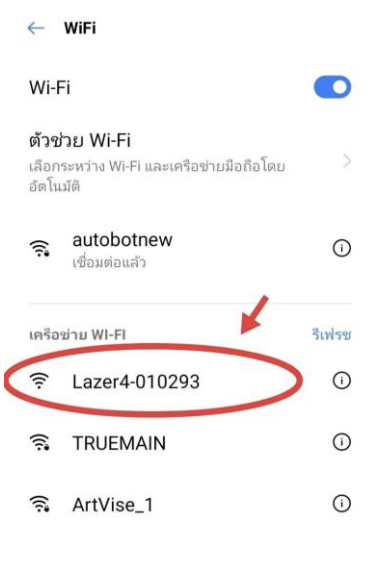 WiFi
Wi-Fi
ตัวช่วย Wi-Fi
เลือกระหว่าง Wi-Fi และเครือข่ายมือถือโดย
อัตโนมัติ
autobotnew
เชื่อมต่อแล้ว
เครือข่าย WI-FI รีเฟรช
Lazer4-010293
TRUEMAIN
ArtVise_1